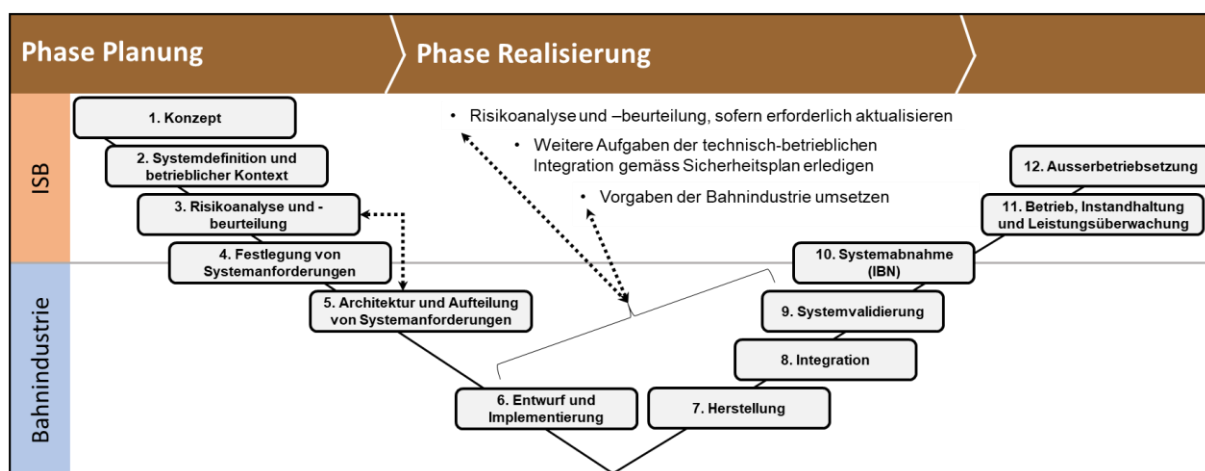 Phase Planung
Phase Realisierung
ISB
Bahnindustrie
1. Konzept
2. Systemdefinition und
betrieblicher Kontext
3. Risikoanalyse und -
beurteilung
4. Festlegung von
Systemanforderungen
5. Architektur und Aufteilung
von Systemanforderungen
6. Entwurf und
Implementierung
7. Herstellung
8. Integration
9. Systemvalidierung
10. Systemabnahme
(IBN)
11. Betrieb, Instandhaltung
und Leistungsüberwachung
12. Ausserbetriebsetzung
• Risikoanalyse und –beurteilung, sofern erforderlich aktualisieren
• Weitere Aufgaben der technisch-betrieblichen
Integration gemäss Sicherheitsplan erledigen
• Vorgaben der Bahnindustrie umsetzen